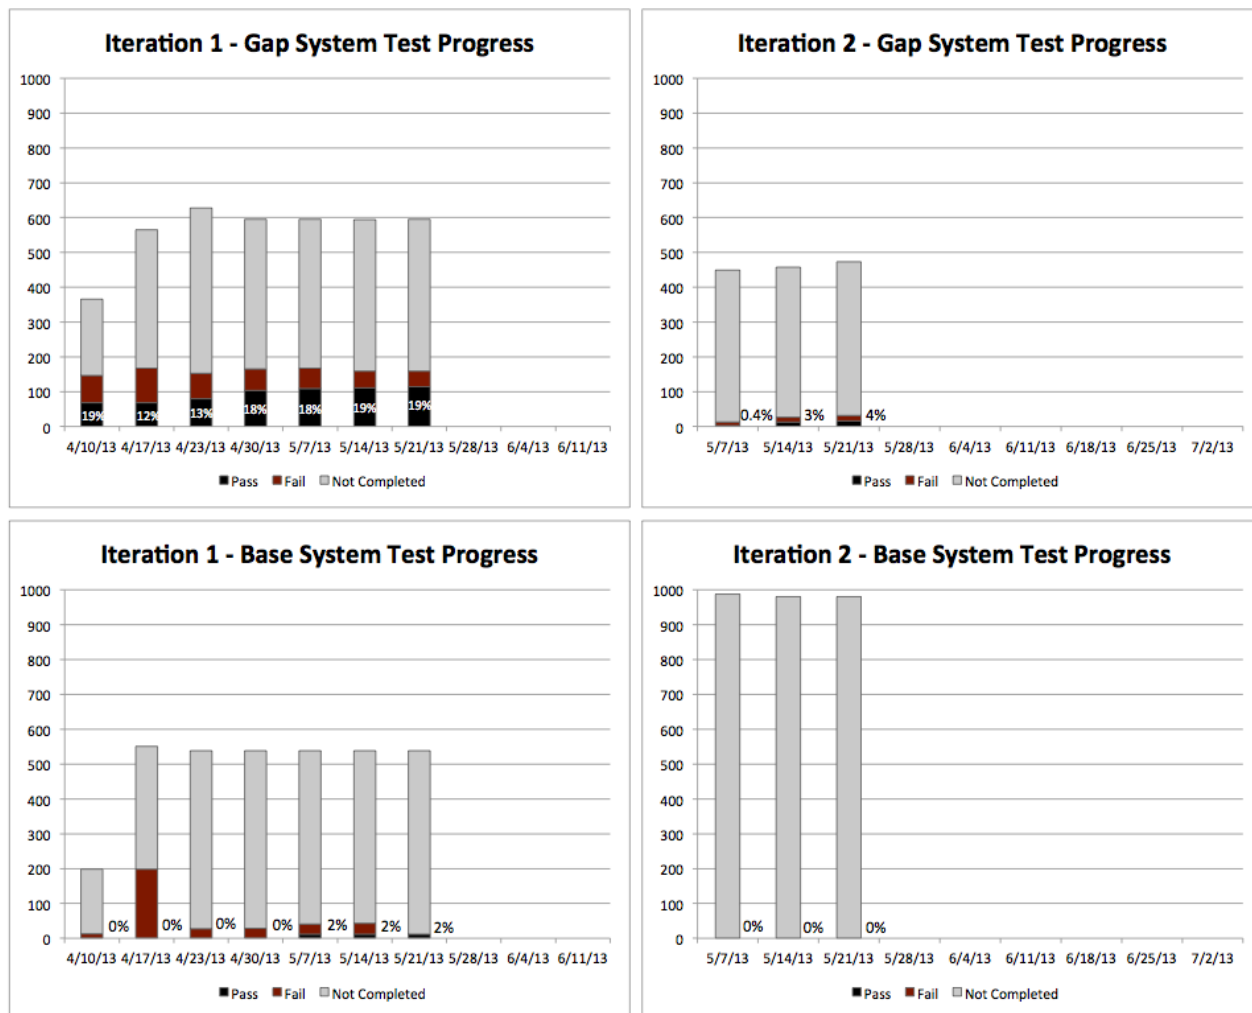 Iteration 1 - Gap System Test Progress
1000
900
800
700
600
500
400
300
200
100
0
19% 12% 13% 18% 18% 19% 19%
4/10/13 4/17/13 4/23/13 4/30/13 5/7/13 5/14/13 5/21/13 5/28/13 6/4/13 6/11/13
Pass Fail Not Completed
Iteration 2 - Gap System Test Progress
1000
900
800
700
600
500
400
300
200
100
0
0.4% 3% 4%
5/7/13 5/14/13 5/21/13 5/28/13 6/4/13 6/11/13 6/18/13 6/25/13 7/2/13
Pass Fail Not Completed
Iteration 1 - Base System Test Progress
1000
900
800
700
600
500
400
300
200
100
0
0% 0% 0% 0% 2% 2% 2%
4/10/13 4/17/13 4/23/13 4/30/13 5/7/13 5/14/13 5/21/13 5/28/13 6/4/13 6/11/13
Pass Fail Not Completed
Iteration 2 - Base System Test Progress
1000
900
800
700
600
500
400
300
200
100
0
0% 0% 0%
5/7/13 5/14/13 5/21/13 5/28/13 6/4/13 6/11/13 6/18/13 6/25/13 7/2/13
Pass Fail Not Completed